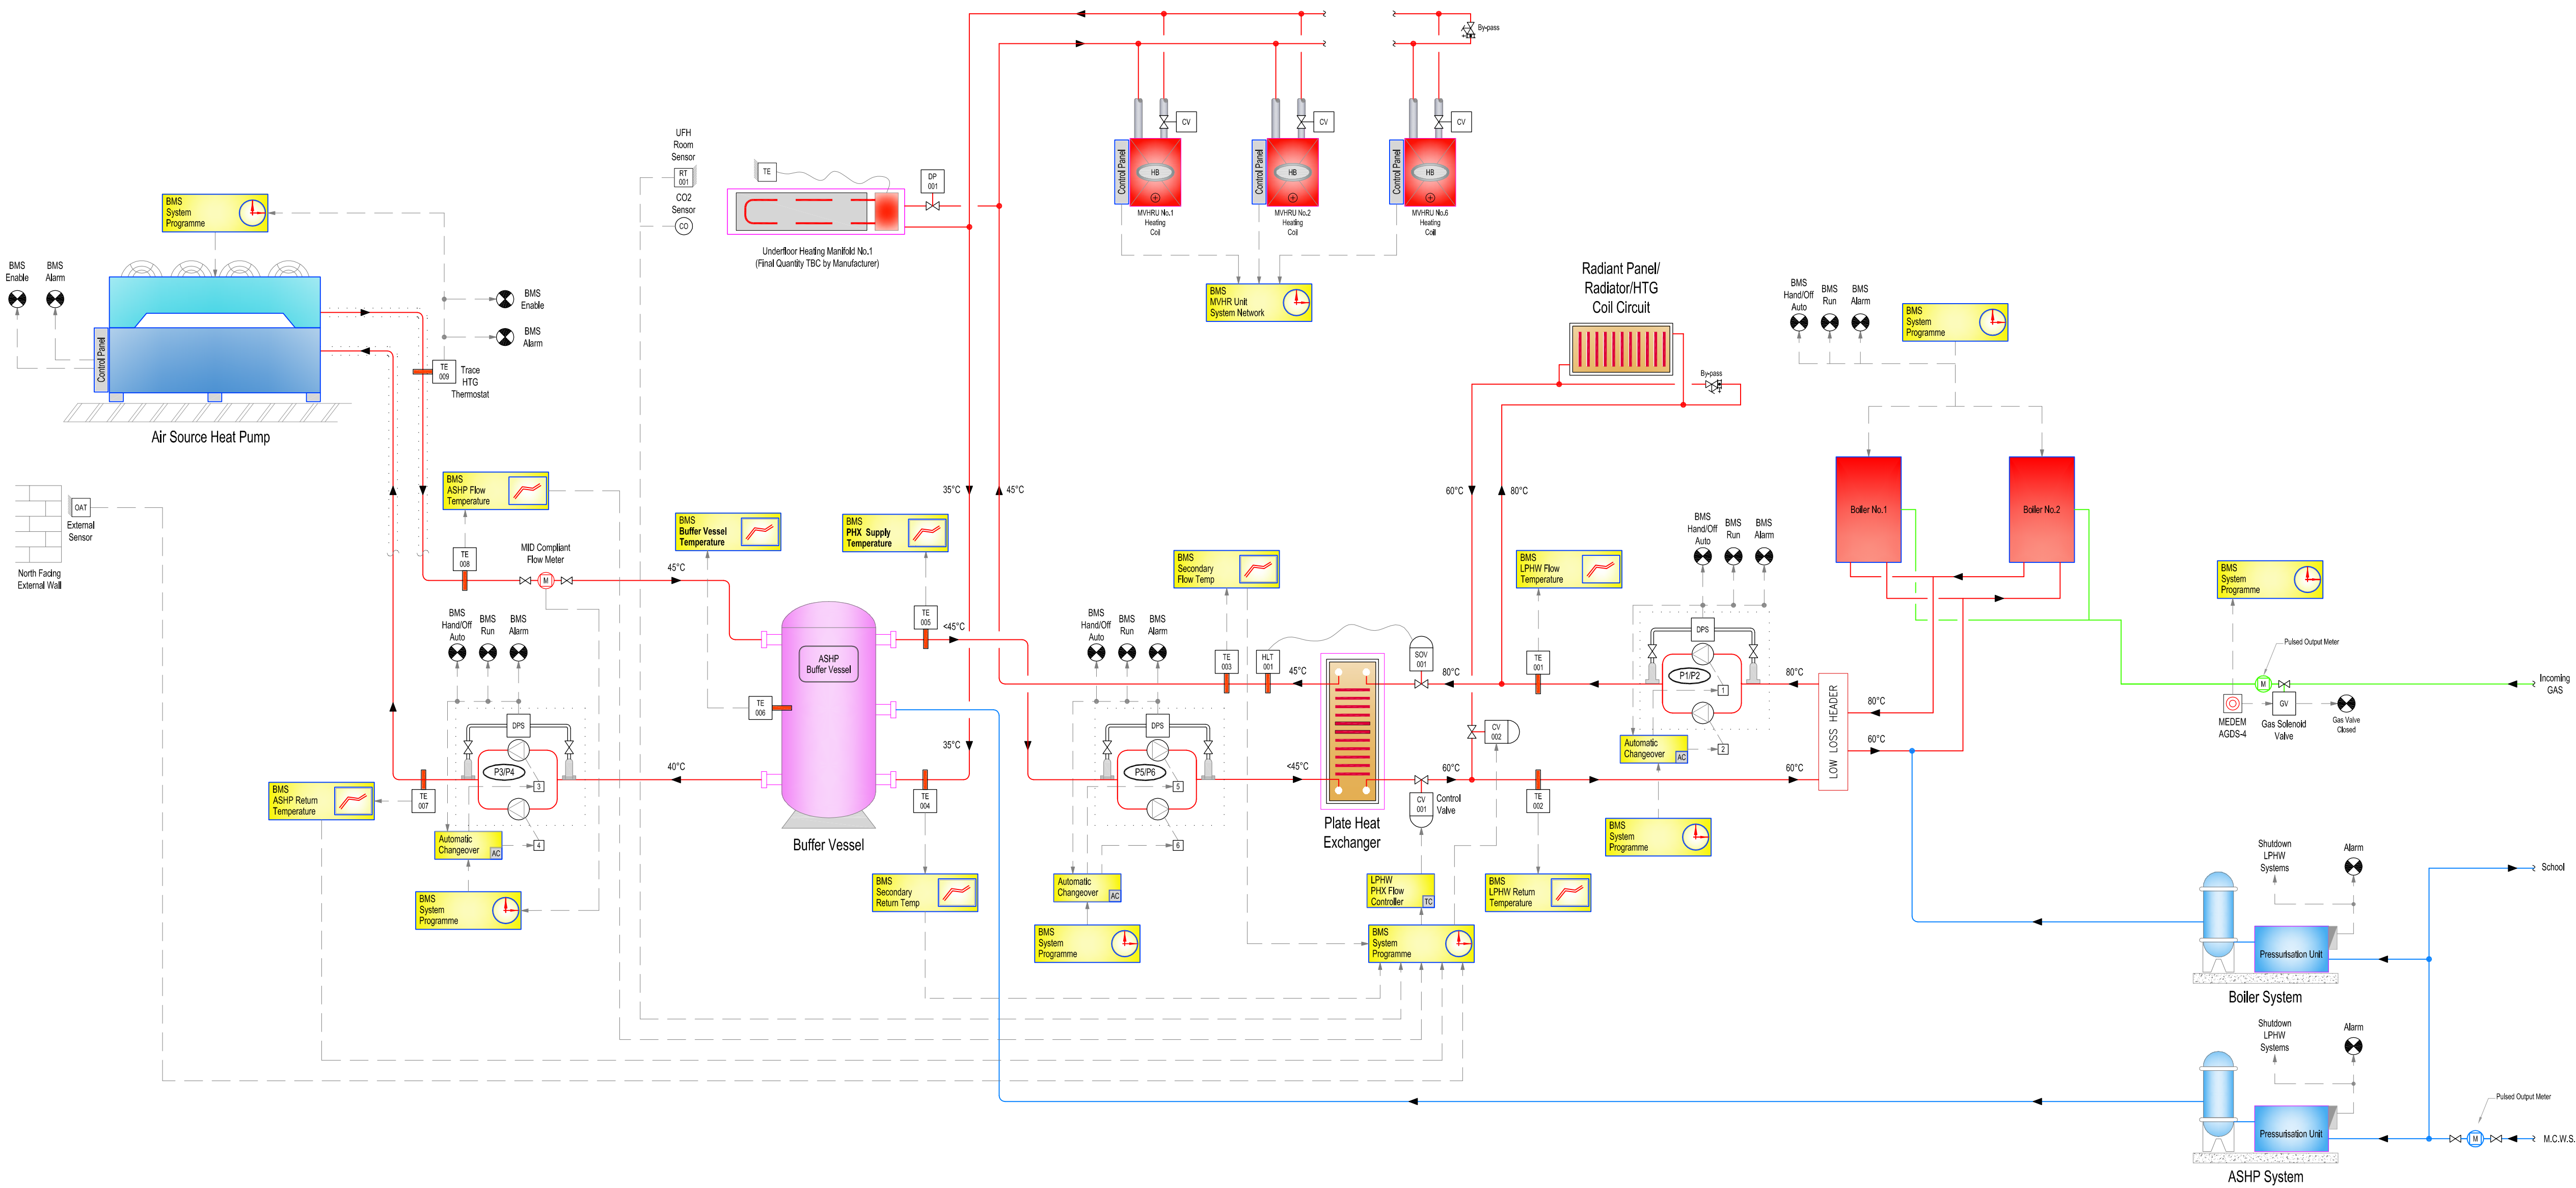 By-pass
CV
CV
CV
Control Panel
HB
Control Panel
HB
Control Panel
HB
MVHRU No.1
Heating
Coil
MVHRU No.2
Heating
Coil
MVHRU No.6
Heating
Coil
BMS
MVHR Unit
System Network
UFH
Room
Sensor
RT
001
CO2
Sensor
CO
TE
DP
001
Underfloor Heating Manifold No.1
(Final Quantity TBC by Manufacturer)
BMS
System
Programme
BMS
Enable
BMS
Alarm
BMS
Enable
BMS
Alarm
Control Panel
TE
009
Trace
HTG
Thermostat
Air Source Heat Pump
Radiant Panel/
Radiator/HTG
Coil Circuit
By-pass
BMS
Hand/Off
Auto
BMS
Run
BMS
Alarm
BMS
System
Programme
Boiler No.1
Boiler No.2
OAT
External
Sensor
North Facing
External Wall
BMS
ASHP Flow
Temperature
TE
008
MID Compliant
Flow Meter
M
45°C
BMS
Buffer Vessel
Temperature
BMS
PHX Supply
Temperature
35°C
45°C
TE
005
<45°C
ASHP
Buffer Vessel
TE
006
35°C
40°C
TE
004
Buffer Vessel
BMS
Secondary
Return Temp
BMS
Hand/Off
Auto
BMS
Run
BMS
Alarm
DPS
P3/P4
3
4
TE
007
BMS
ASHP Return
Temperature
Automatic
Changeover
AC
BMS
System
Programme
BMS
Hand/Off
Auto
BMS
Run
BMS
Alarm
DPS
P5/P6
5
6
Automatic
Changeover
AC
BMS
System
Programme
BMS
Secondary
Flow Temp
TE
003
HLT
001
45°C
<45°C
Plate Heat
Exchanger
SOV
001
80°C
60°C
60°C
80°C
CV
002
CV
001
Control
Valve
LPHW
PHX Flow
Controller
TC
BMS
System
Programme
BMS
LPHW Flow
Temperature
TE
001
TE
002
BMS
LPHW Return
Temperature
BMS
Hand/Off
Auto
BMS
Run
BMS
Alarm
DPS
P1/P2
1
2
Automatic
Changeover
AC
BMS
System
Programme
80°C
60°C
LOW LOSS HEADER
80°C
60°C
BMS
System
Programme
Pulsed Output Meter
M
Incoming
GAS
MEDEM
AGDS-4
GV
Gas Solenoid
Valve
Gas Valve
Closed
Shutdown
LPHW
Systems
Alarm
School
Pressurisation Unit
Boiler System
Shutdown
LPHW
Systems
Alarm
Pulsed Output Meter
Pressurisation Unit
M
M.C.W.S.
ASHP System